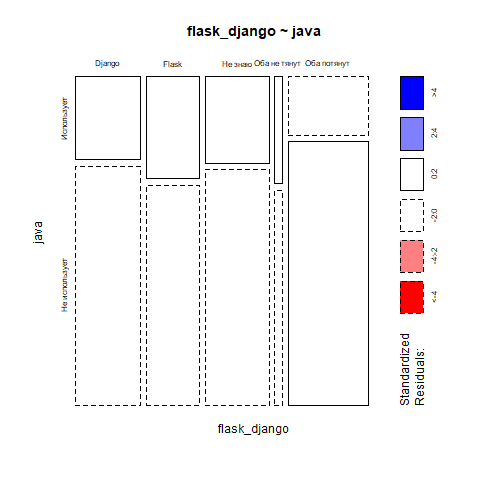 flask_django ~ java
Django Flask Не знаю Оба не тянут Оба потянут
Использует
Не использует
java
flask_django
>4
2:4
0:2
-2:0
-4:-2
<-4
Standardized
Residuals: